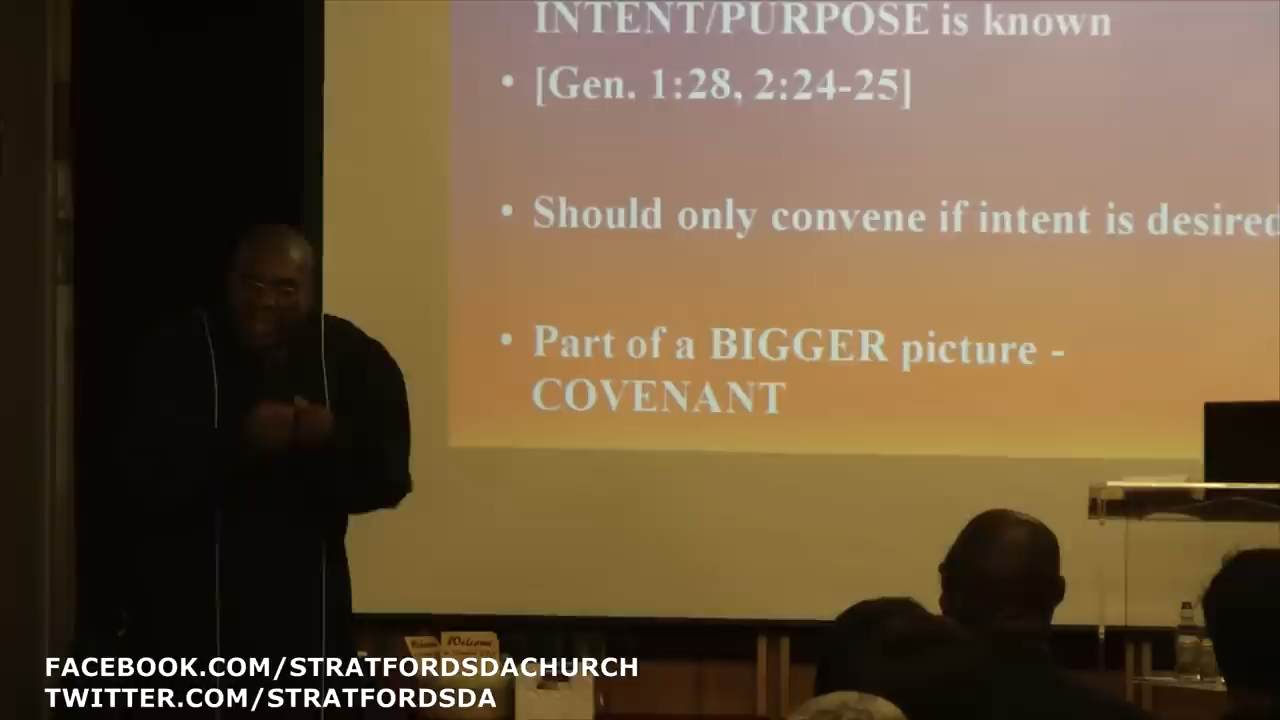 INTENT/PURPOSE is known
• [Gen. 1:28, 2:24-25]
• Should only convene if intent is desired
• Part of a BIGGER picture -
COVENANT
Welcome
FACEBOOK.COM/STRATFORDSDACHURCH
TWITTER.COM/STRATFORDSDA